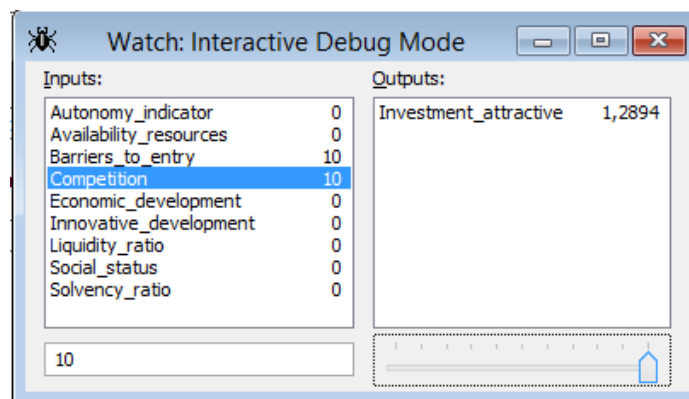 Watch: Interactive Debug Mode
Inputs:
Outputs:
Autonomy_indicator 0
Availability_resources 0
Barriers_to_entry 10
Competition 10
Economic_development 0
Innovative_development 0
Liquidity_ratio 0
Social_status 0
Solvency_ratio 0
Investment_attractive 1,2894
10